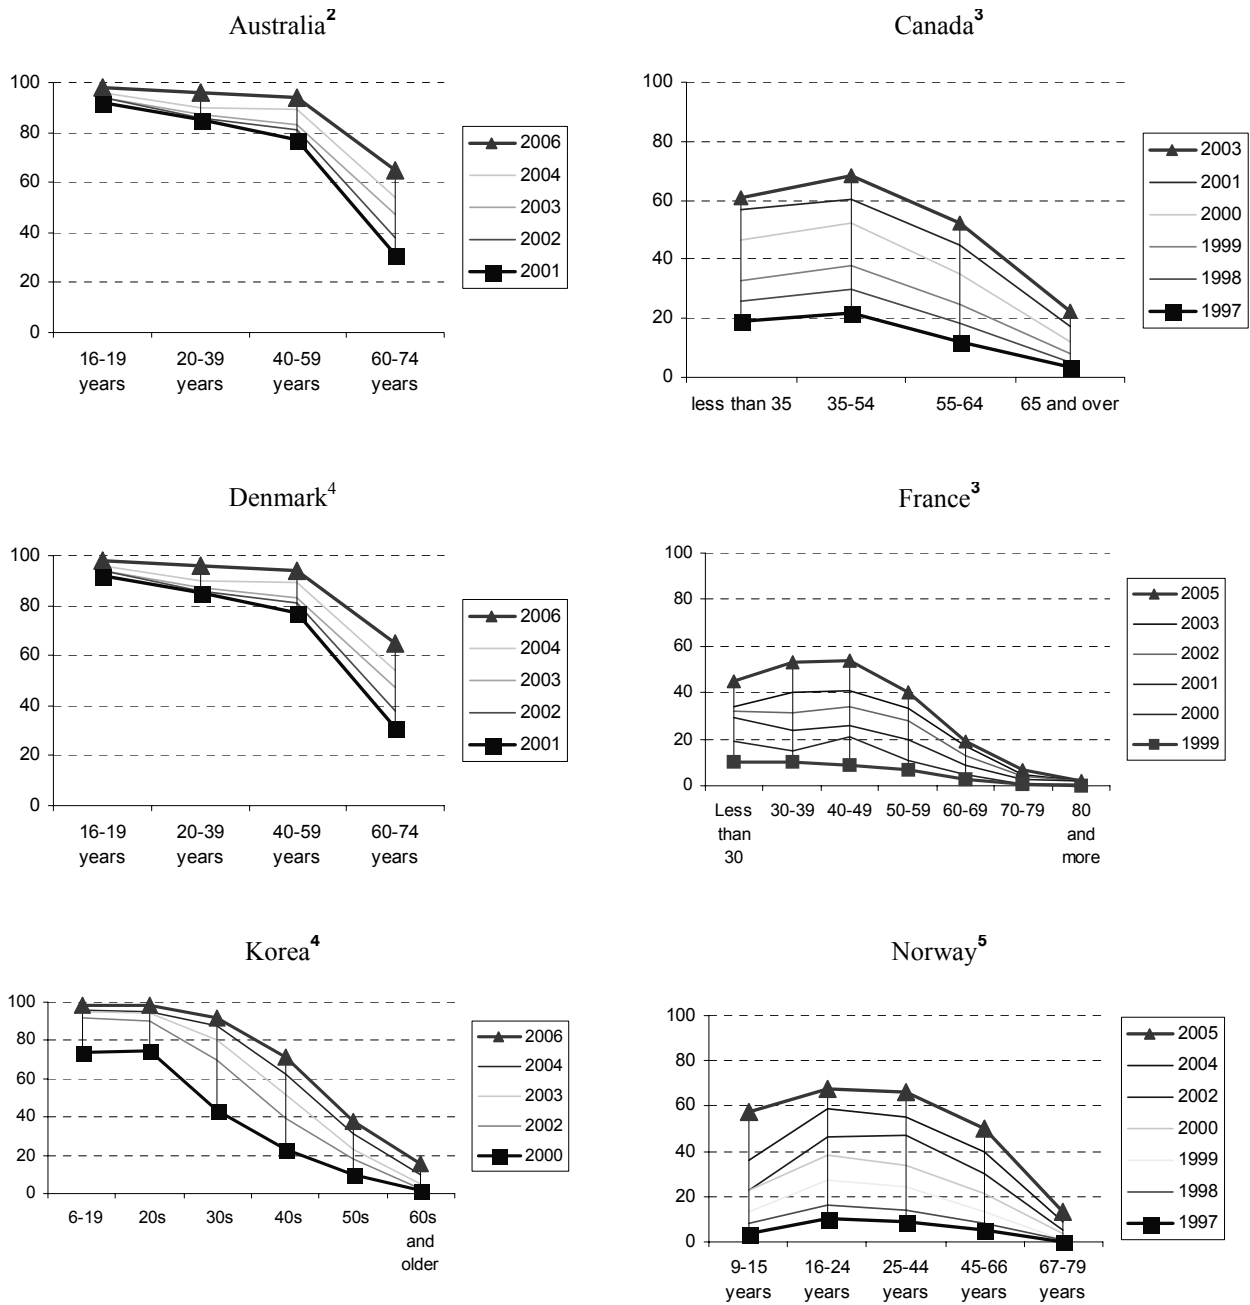 Australia²
100
80
60
40
20
0
16-19 years
20-39 years
40-59 years
60-74 years
2006
2004
2003
2002
2001
Canada³
100
80
60
40
20
0
less than 35
35-54
55-64
65 and over
2003
2001
2000
1999
1998
1997
Denmark⁴
100
80
60
40
20
0
16-19 years
20-39 years
40-59 years
60-74 years
2006
2004
2003
2002
2001
France³
100
80
60
40
20
0
Less than 30
30-39
40-49
50-59
60-69
70-79
80 and more
2005
2003
2002
2001
2000
1999
Korea⁴
100
80
60
40
20
0
6-19
20s
30s
40s
50s
60s and older
2006
2004
2003
2002
2000
Norway⁵
100
80
60
40
20
0
9-15 years
16-24 years
25-44 years
45-66 years
67-79 years
2005
2004
2002
2000
1999
1998
1997